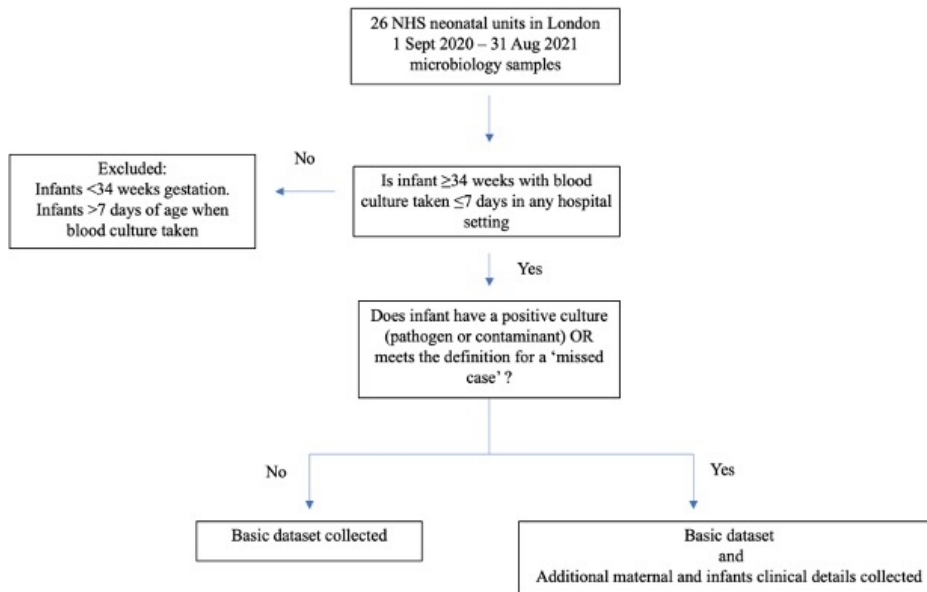 26 NHS neonatal units in London
1 Sept 2020 – 31 Aug 2021
microbiology samples
No
Excluded:
Infants <34 weeks gestation.
Infants >7 days of age when
blood culture taken
Is infant ≥34 weeks with blood
culture taken ≤7 days in any hospital
setting
Yes
Does infant have a positive culture
(pathogen or contaminant) OR
meets the definition for a ‘missed
case’ ?
No
Yes
Basic dataset collected
Basic dataset
and
Additional maternal and infants clinical details collected